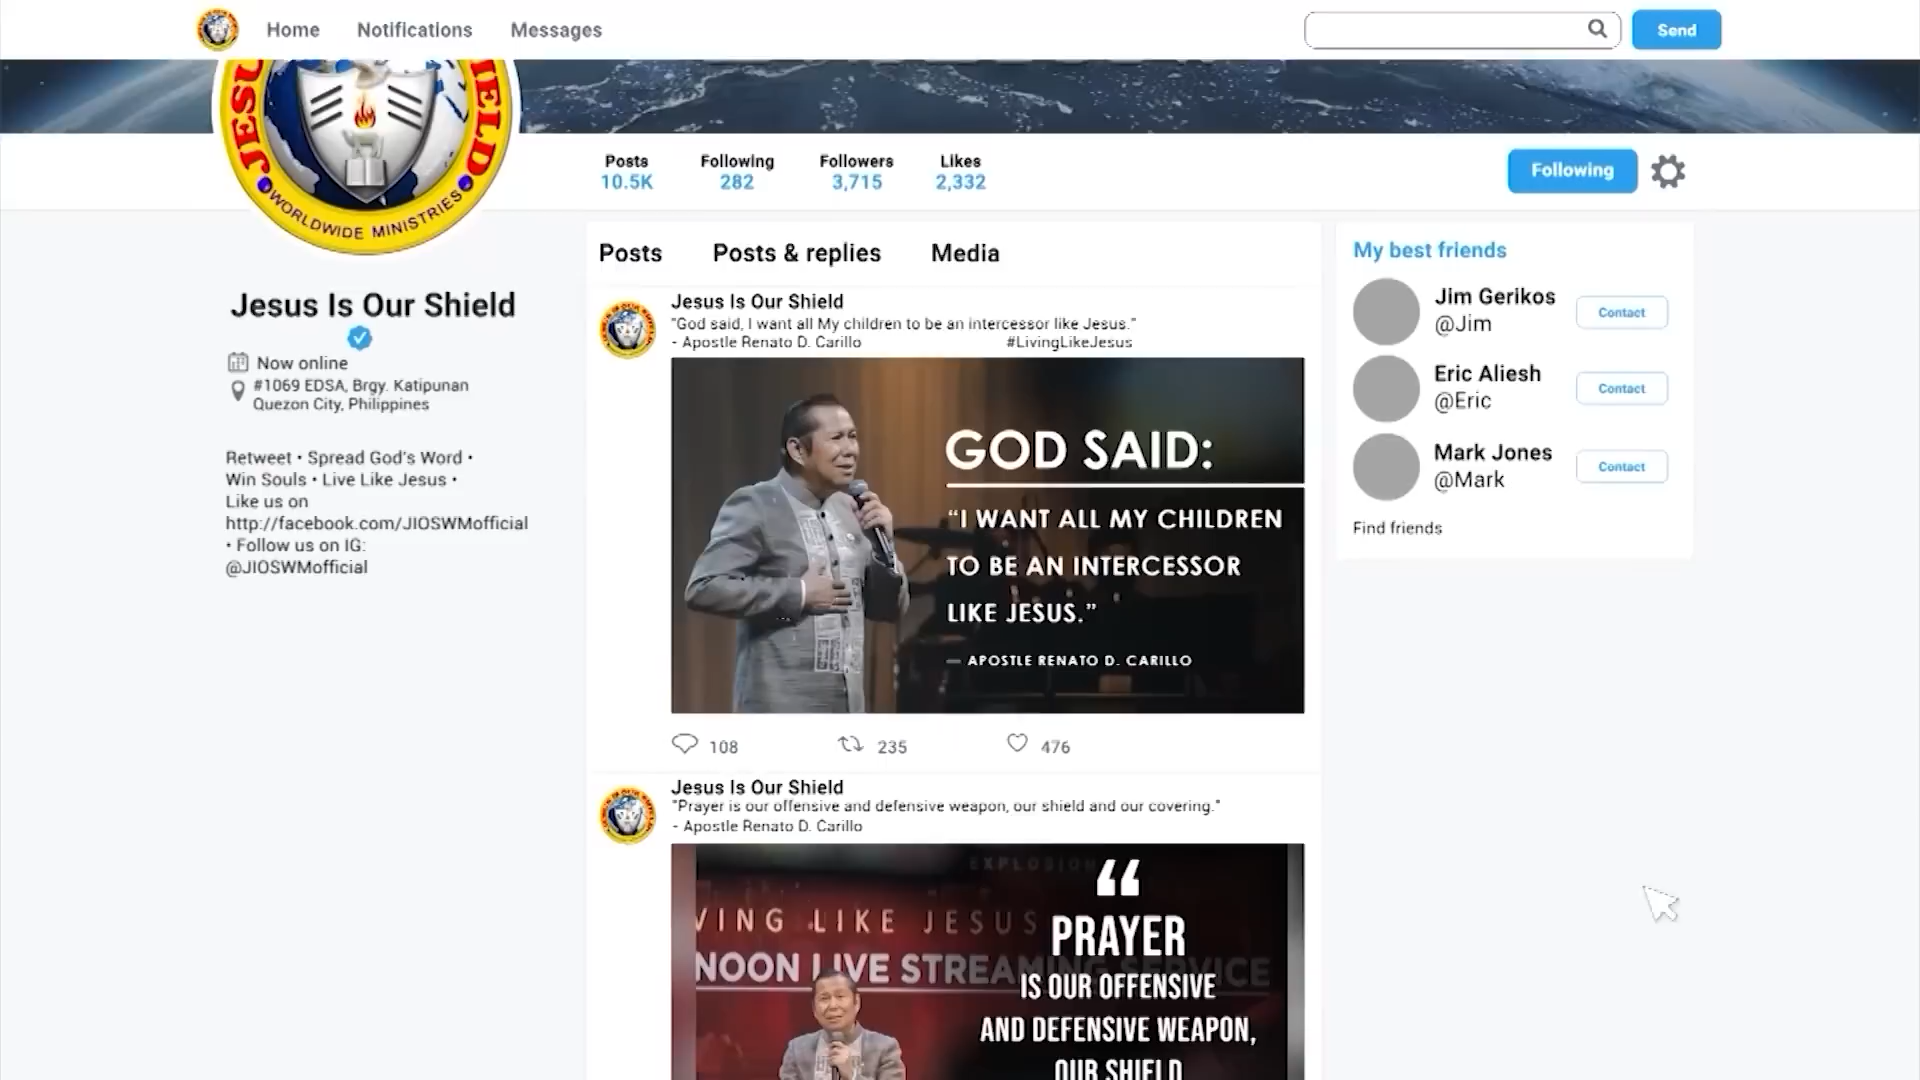 Home Notifications Messages
Send
JESUS
IELD
WORLDWIDE MINISTRIES
Posts Following Followers Likes
10.5K 282 3,715 2,332
Following
Jesus Is Our Shield
Now online
#1069 EDSA, Brgy. Katipunan
Quezon City, Philippines
Retweet • Spread God's Word •
Win Souls • Live Like Jesus •
Like us on
http://facebook.com/JIOSWMofficial
• Follow us on IG:
@JIOSWMofficial
Posts Posts & replies Media
Jesus Is Our Shield
"God said, I want all My children to be an intercessor like Jesus."
- Apostle Renato D. Carillo #LivingLikeJesus
GOD SAID:
“I WANT ALL MY CHILDREN
TO BE AN INTERCESSOR
LIKE JESUS.”
— APOSTLE RENATO D. CARILLO
108 235 476
Jesus Is Our Shield
"Prayer is our offensive and defensive weapon, our shield and our covering."
- Apostle Renato D. Carillo
EXPLOSION
VING LIKE JESUS
NOON LIVE STREAMING SERVICE
“
PRAYER
IS OUR OFFENSIVE
AND DEFENSIVE WEAPON,
OUR SHIELD
My best friends
Jim Gerikos
@Jim
Contact
Eric Aliesh
@Eric
Contact
Mark Jones
@Mark
Contact
Find friends